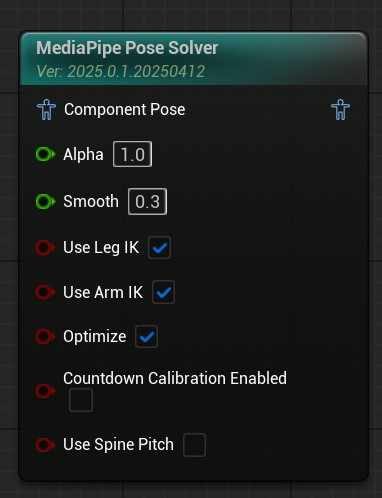 MediaPipe Pose Solver
Ver: 2025.0.1.20250412
Component Pose
Alpha 1.0
Smooth 0.3
Use Leg IK
Use Arm IK
Optimize
Countdown Calibration Enabled
Use Spine Pitch